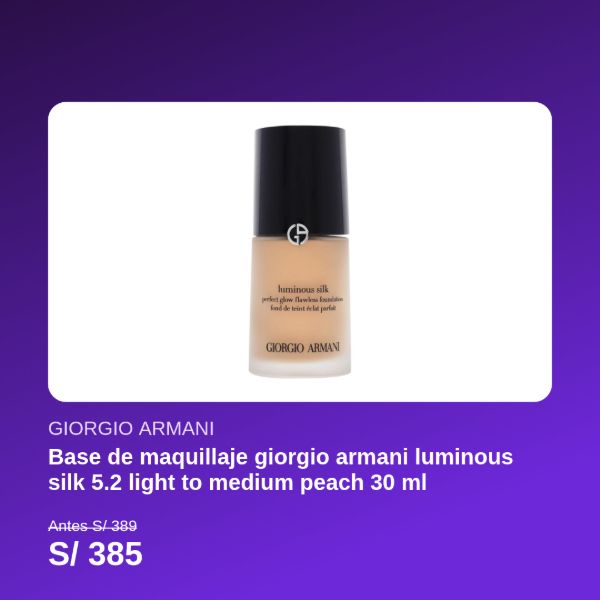 luminous silk
perfect glow flawless foundation
fond de teint éclat parfait
GIORGIO ARMANI
GIORGIO ARMANI
Base de maquillaje giorgio armani luminous
silk 5.2 light to medium peach 30 ml
Antes S/ 389
S/ 385